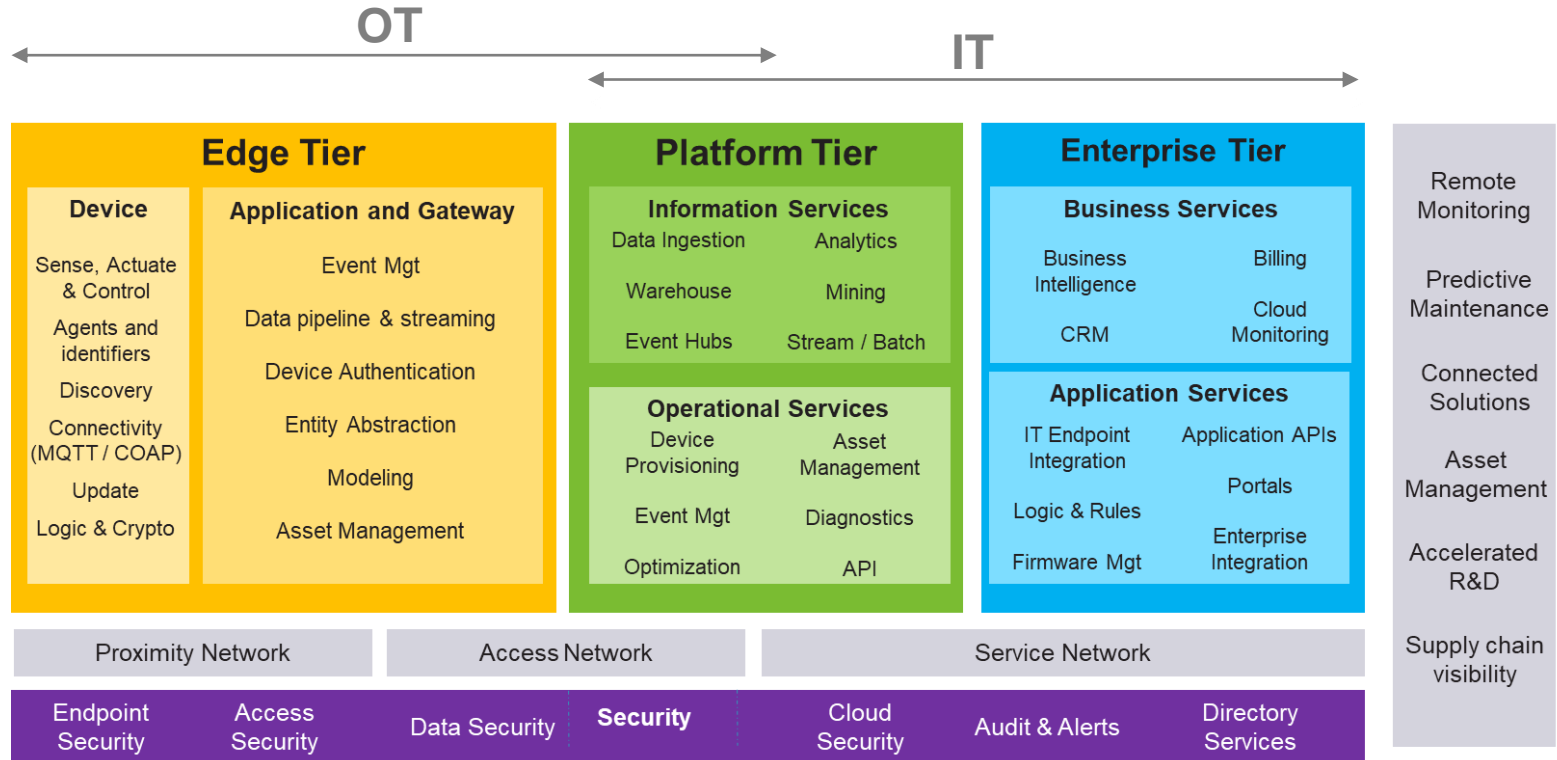 OT
IT
Edge Tier
Device
Sense, Actuate
& Control
Agents and
identifiers
Discovery
Connectivity
(MQTT / COAP)
Update
Logic & Crypto
Application and Gateway
Event Mgt
Data pipeline & streaming
Device Authentication
Entity Abstraction
Modeling
Asset Management
Platform Tier
Information Services
Data Ingestion
Analytics
Warehouse
Mining
Event Hubs
Stream / Batch
Operational Services
Device
Provisioning
Asset
Management
Event Mgt
Diagnostics
Optimization
API
Enterprise Tier
Business Services
Business
Intelligence
Billing
CRM
Cloud
Monitoring
Application Services
IT Endpoint
Integration
Application APIs
Portals
Logic & Rules
Enterprise
Integration
Firmware Mgt
Remote
Monitoring
Predictive
Maintenance
Connected
Solutions
Asset
Management
Accelerated
R&D
Supply chain
visibility
Proximity Network
Access Network
Service Network
Endpoint
Security
Access
Security
Data Security
Security
Cloud
Security
Audit & Alerts
Directory
Services